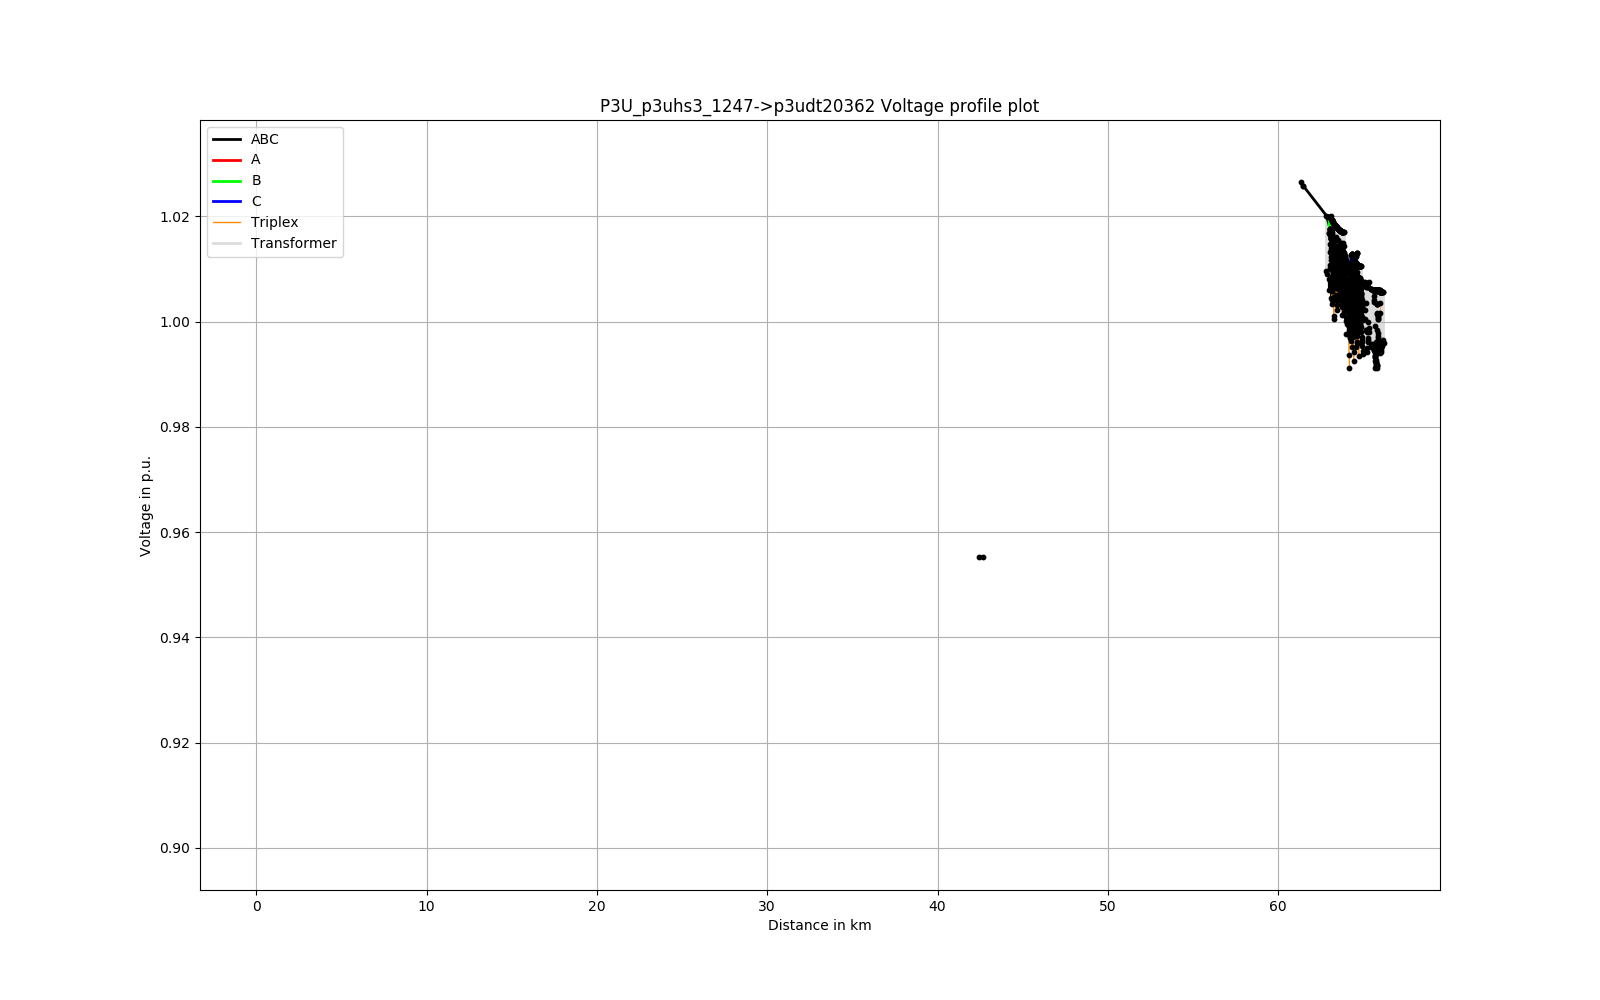 P3U_p3uhs3_1247->p3udt20362 Voltage profile plot
ABC
A
B
C
Triplex
Transformer
1.02
1.00
0.98
0.96
0.94
0.92
0.90
Voltage in p.u.
0 10 20 30 40 50 60
Distance in km